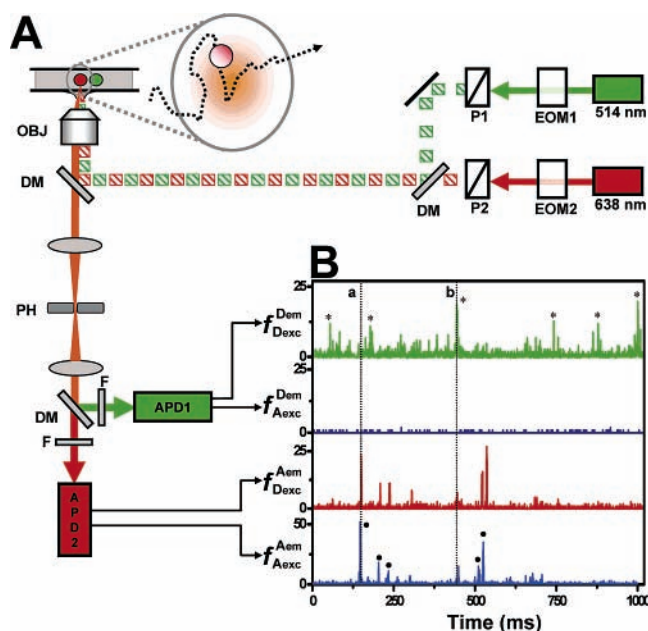 A
OBJ
DM
PH
DM
F
F
APD1
APD2
P1
EOM1
514 nm
DM
P2
EOM2
638 nm
B
f Dem Dexc
f Dem Aexc
f Aem Dexc
f Aem Aexc
25
0
a
b
* * * * * *
25
0
25
0
50
0
0
250
500
750
1000
Time (ms)